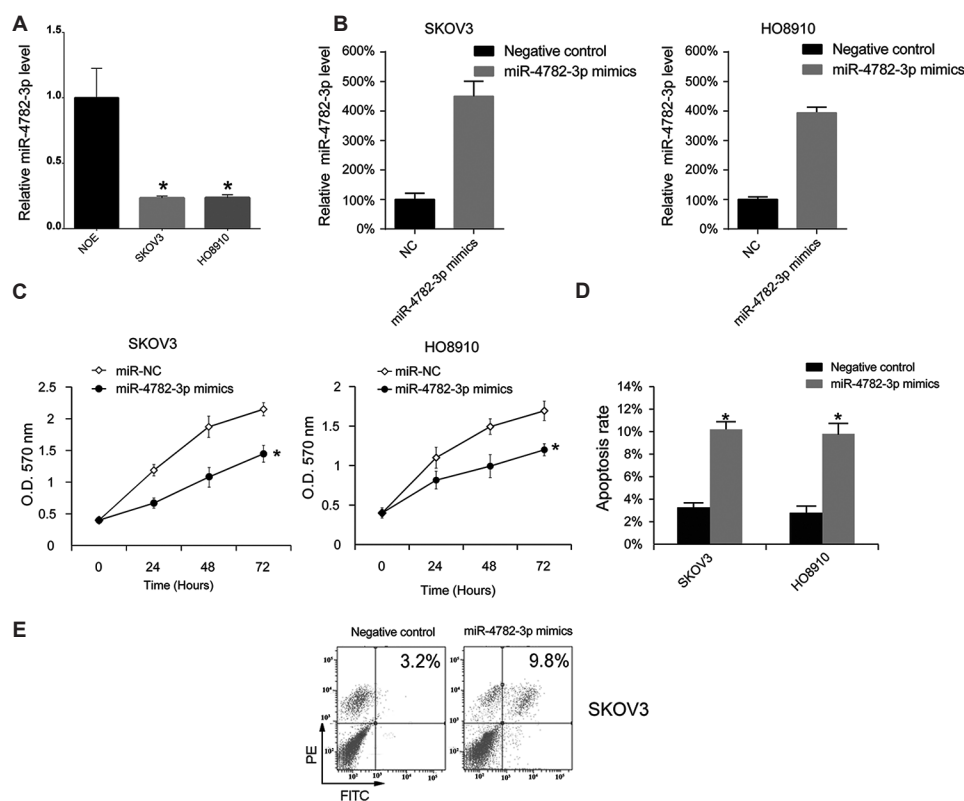 A
Relative miR-4782-3p level
1.5
1.0
0.5
0.0
*
*
NOE
SKOV3
HO8910
B
SKOV3
Relative miR-4782-3p level
600%
500%
400%
300%
200%
100%
0%
Negative control
miR-4782-3p mimics
NC
miR-4782-3p mimics
HO8910
Relative miR-4782-3p level
600%
500%
400%
300%
200%
100%
0%
Negative control
miR-4782-3p mimics
NC
miR-4782-3p mimics
C
SKOV3
miR-NC
miR-4782-3p mimics
O.D. 570 nm
2.5
2
1.5
1
0.5
0
*
0 24 48 72
Time (Hours)
HO8910
miR-NC
miR-4782-3p mimics
O.D. 570 nm
2
1.5
1
0.5
0
*
0 24 48 72
Time (Hours)
D
Negative control
miR-4782-3p mimics
Apoptosis rate
14%
12%
10%
8%
6%
4%
2%
0%
*
*
SKOV3
HO8910
E
Negative control
3.2%
miR-4782-3p mimics
9.8%
SKOV3
PE
FITC